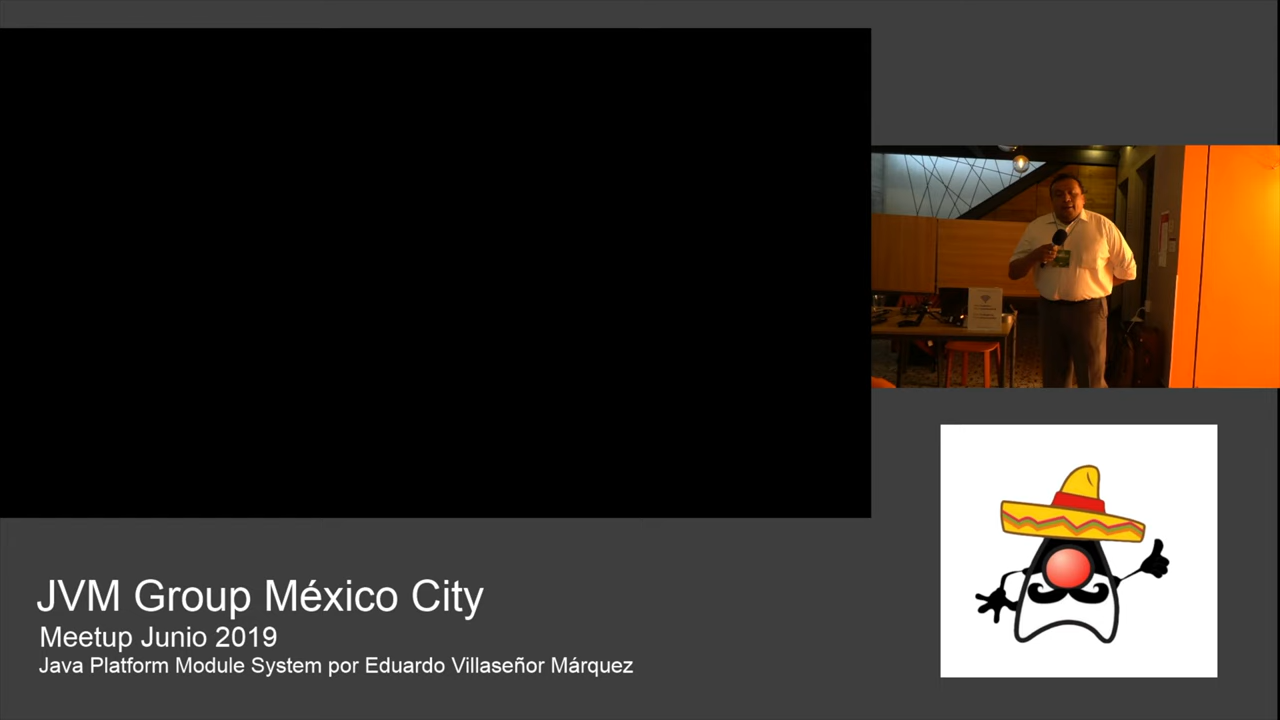 JVM Group México City
Meetup Junio 2019
Java Platform Module System por Eduardo Villaseñor Márquez